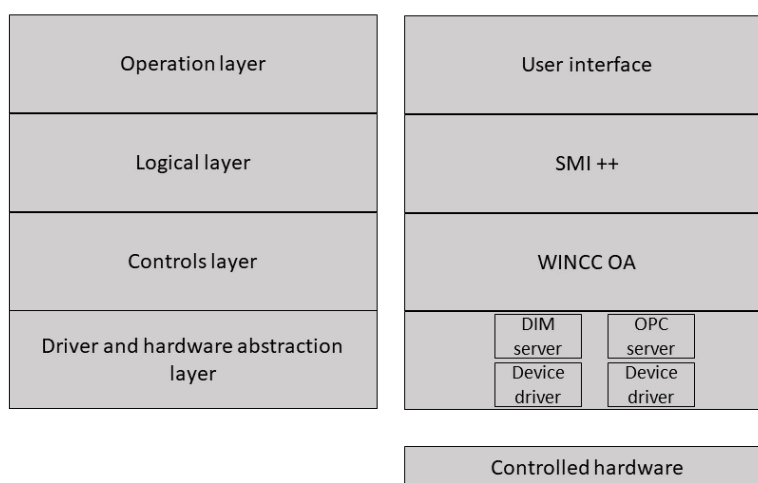 Operation layer
User interface
Logical layer
SMI ++
Controls layer
WINCC OA
Driver and hardware abstraction
layer
DIM
server
OPC
server
Device
driver
Device
driver
Controlled hardware